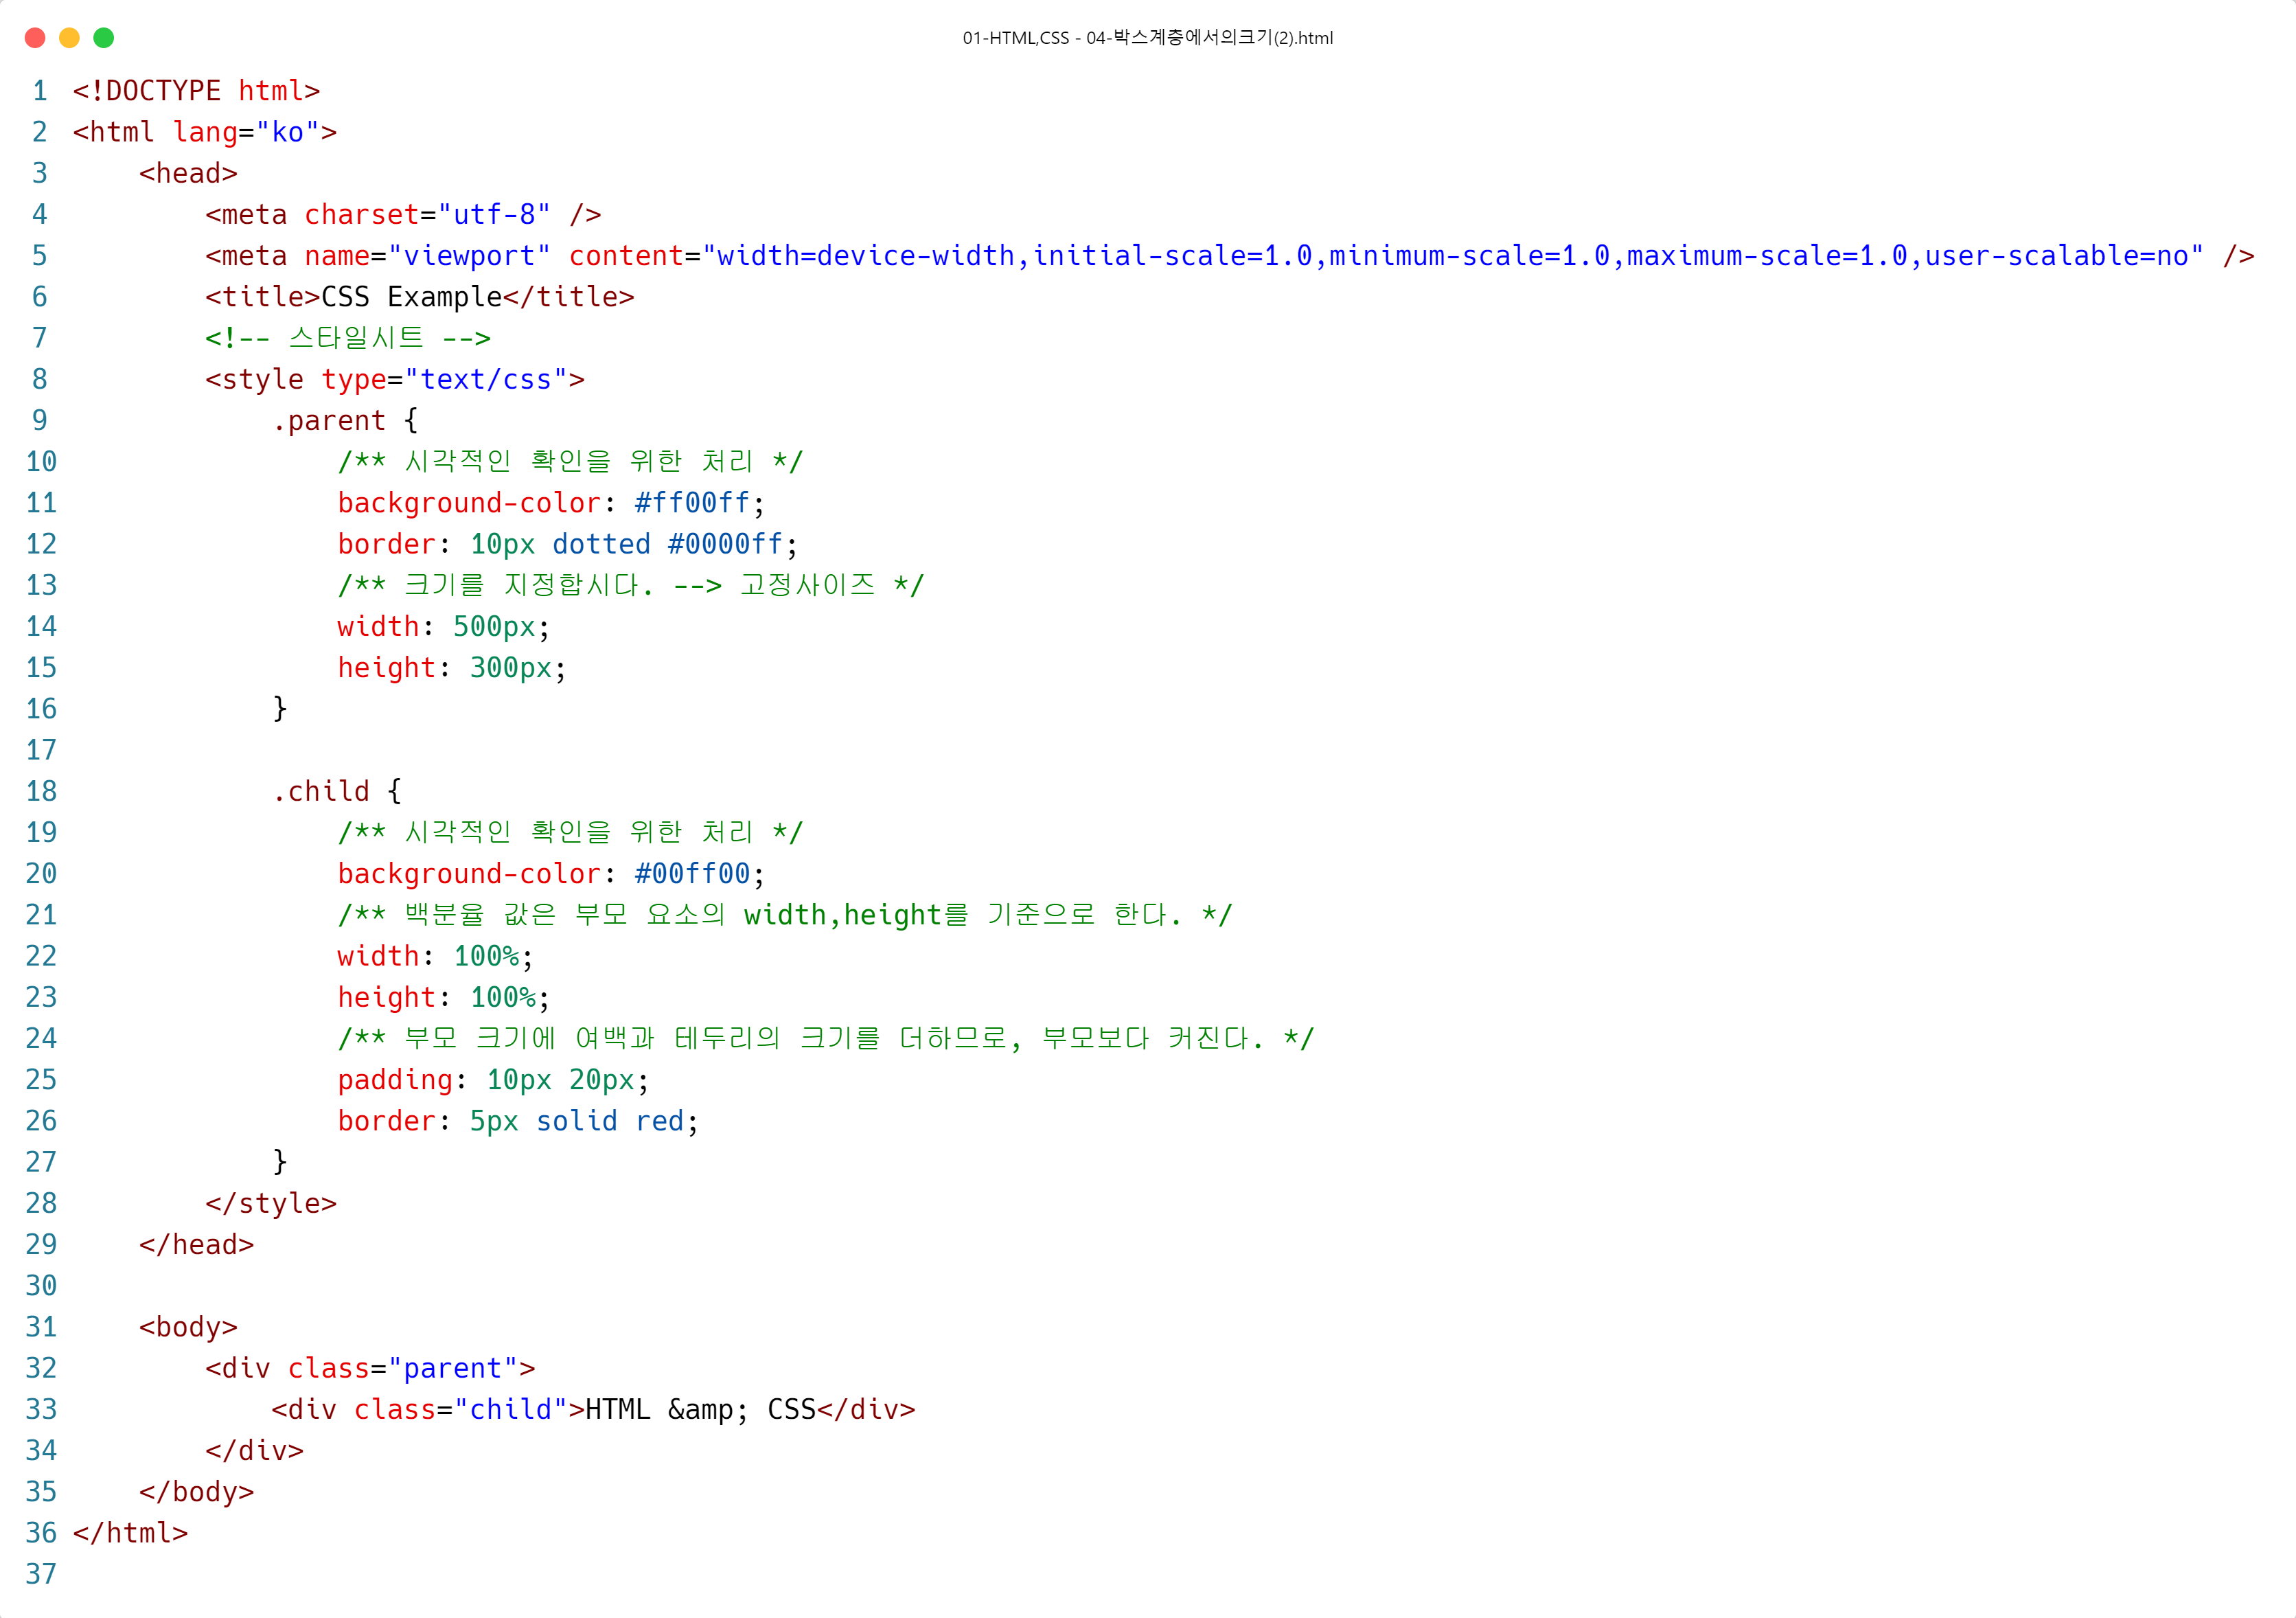 01-HTML,CSS - 04-박스계층에서의크기(2).html
1 <!DOCTYPE html>
2 <html lang="ko">
3     <head>
4         <meta charset="utf-8" />
5         <meta name="viewport" content="width=device-width,initial-scale=1.0,minimum-scale=1.0,maximum-scale=1.0,user-scalable=no" />
6         <title>CSS Example</title>
7         <!-- 스타일시트 -->
8         <style type="text/css">
9             .parent {
10                 /** 시각적인 확인을 위한 처리 */
11                 background-color: #ff00ff;
12                 border: 10px dotted #0000ff;
13                 /** 크기를 지정합시다. --> 고정사이즈 */
14                 width: 500px;
15                 height: 300px;
16             }
17
18             .child {
19                 /** 시각적인 확인을 위한 처리 */
20                 background-color: #00ff00;
21                 /** 백분율 값은 부모 요소의 width,height를 기준으로 한다. */
22                 width: 100%;
23                 height: 100%;
24                 /** 부모 크기에 여백과 테두리의 크기를 더하므로, 부모보다 커진다. */
25                 padding: 10px 20px;
26                 border: 5px solid red;
27             }
28         </style>
29     </head>
30
31     <body>
32         <div class="parent">
33             <div class="child">HTML &amp; CSS</div>
34         </div>
35     </body>
36 </html>
37